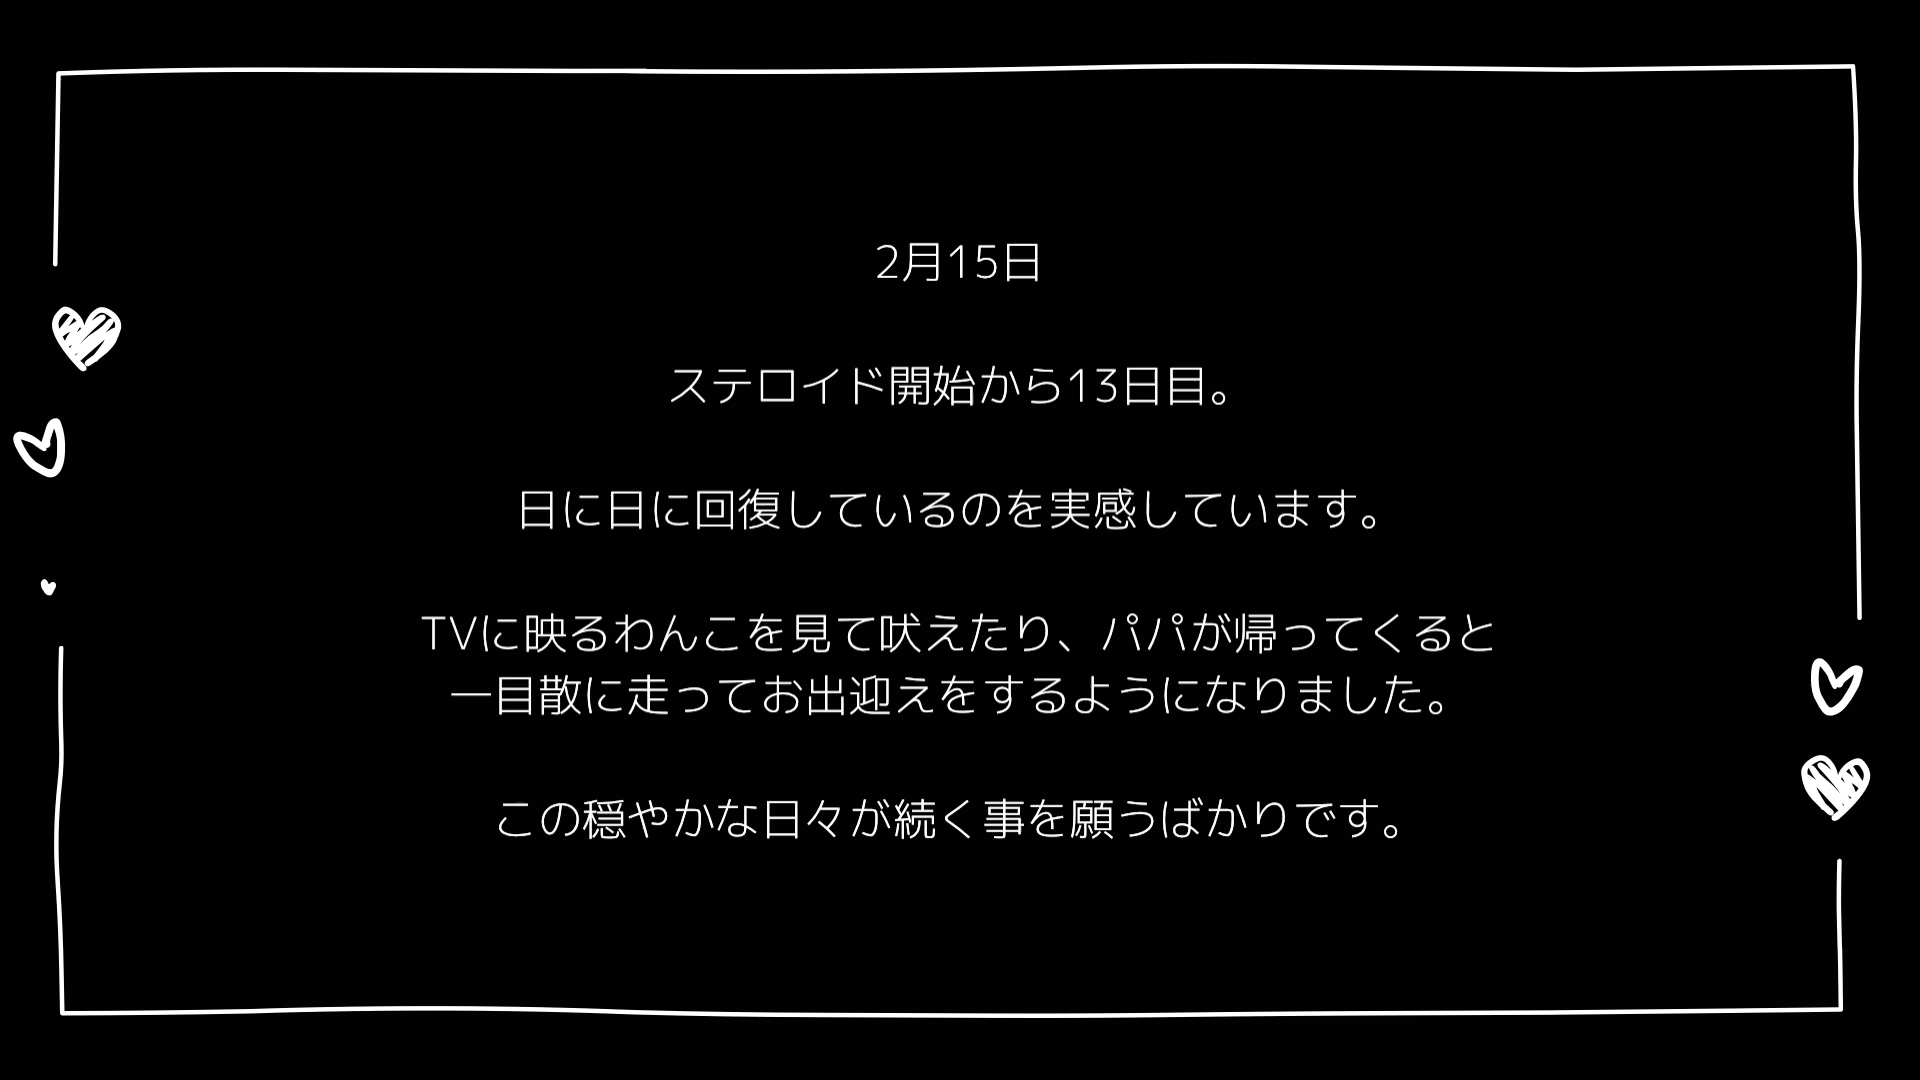 2月15日
ステロイド開始から13日目。
日に日に回復しているのを実感しています。
TVに映るわんこを見て吠えたり、パパが帰ってくると
一目散に走ってお出迎えをするようになりました。
この穏やかな日々が続く事を願うばかりです。